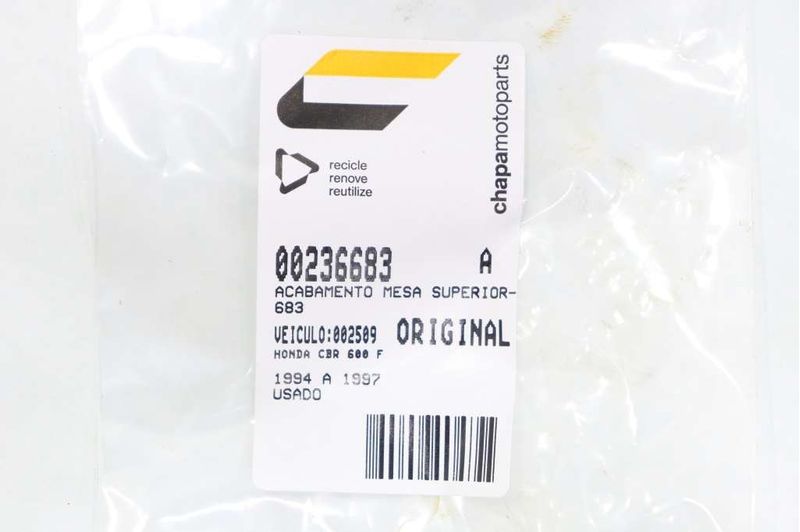 chapamotoparts
recicle
renove
reutilize
00236683 A
ACABAMENTO MESA SUPERIOR-
683
VEICULO:002509 ORIGINAL
HONDA CBR 600 F
1994 A 1997
USADO